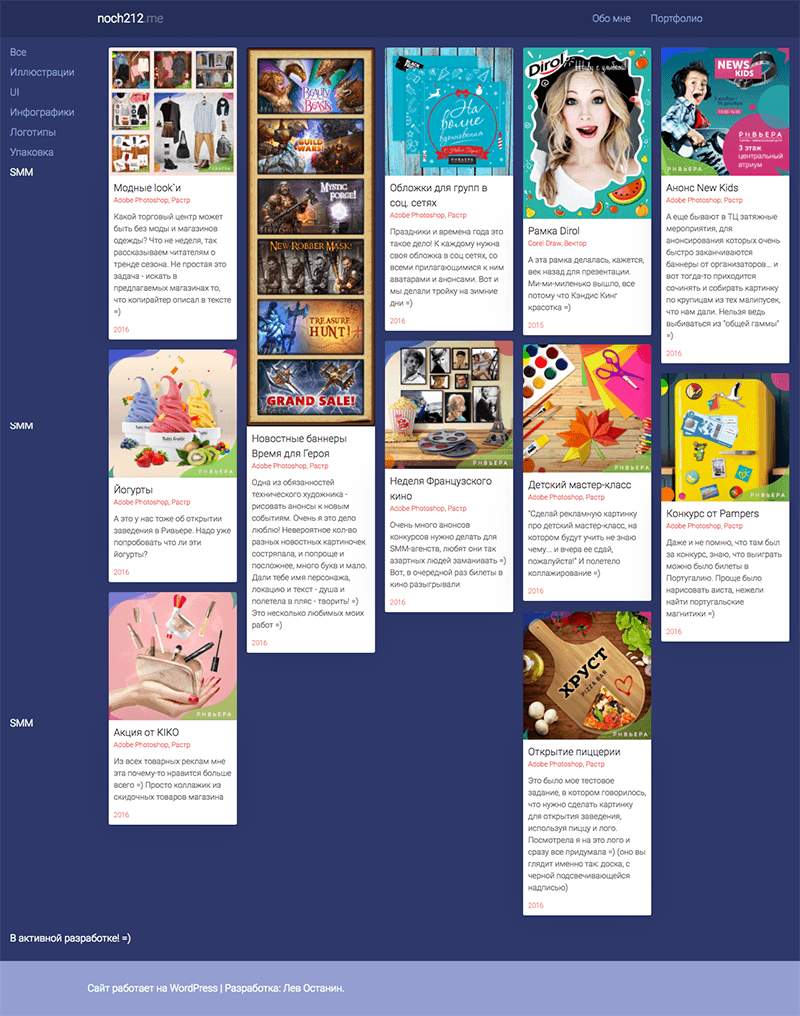 noch212.me
Обо мне
Портфолио
Все
Иллюстрации
UI
Инфографики
Логотипы
Упаковка
SMM
SMM
SMM
РИВЬЕРА
Модные look`и
Adobe Photoshop, Растр
Какой торговый центр может
быть без моды и магазинов
одежды? Что не неделя, так
рассказываем читателям о
тренде сезона. Не простая это
задача - искать в
предлагаемых магазинах то,
что копирайтер описал в тексте
=)
2016
Tutti Frutti
Tutti Frutti
РИВЬЕРА
Йогурты
Adobe Photoshop, Растр
А это у нас тоже об открытии
заведения в Ривьере. Надо уже
попробовать что ли эти
йогурты?
2016
РИВЬЕРА
Акция от KIKO
Adobe Photoshop, Растр
Из всех товарных реклам мне
эта почему-то нравится больше
всего =) Просто коллажик из
скидочных товаров магазина
2016
BEAUTY
AND
BEASTS
GUILD
WARS
MYSTIC
FORGE!
NEW ROBBER MASK!
TREASURE
HUNT!
GRAND SALE!
Новостные баннеры
Время для Героя
Adobe Photoshop, Растр
Одна из обязанностей
технического художника -
рисовать анонсы к новым
событиям. Очень я это дело
люблю! Невероятное кол-во
разных новостных картиночек
состряпала, и попроще и
посложнее, много бука и мало.
Дали тебе имя персонажа,
локацию и текст - душа и
полетела в пляс - творить! =)
Это несколько любимых моих
работ =)
2016
BLACK
На
волне
вдохновения
РИВЬЕРА
Обложки для групп в
соц. сетях
Adobe Photoshop, Растр
Праздники и времена года это
такое дело! К каждому нужна
своя обложка в соц сетях, со
всеми прилагающимися к ним
аватарами и анонсами. Вот и
мы делали тройку на зимние
дни =)
2016
РИВЬЕРА
Неделя Французского
кино
Adobe Photoshop, Растр
Очень много анонсов
конкурсов нужно делать для
SMM-агенств, любят они так
азартных людей заманивать =)
Вот, в очередной раз билеты в
кино разыгрывали
2016
Dirol
Живу с улыбкой!
Рамка Dirol
Corel Draw, Вектор
А эта рамка делалась, кажется,
век назад для презентации.
Ми-ми-миленько вышло, все
потому что Кэндис Кинг
красотка =)
2015
РИВЬЕРА
Детский мастер-класс
Adobe Photoshop, Растр
"Сделай рекламную картинку
про детский мастер-класс, на
котором будут учить не знаю
чему... и вчера ее сдай,
пожалуйста!" И полетело
коллажирование =)
2016
ХРУСТ
PIZZA BAR
РИВЬЕРА
Открытие пиццерии
Adobe Photoshop, Растр
Это было мое тестовое
задание, в котором говорилось,
что нужно сделать картинку
для открытия заведения,
используя пиццу и лого.
Посмотрела я на это лого и
сразу все придумала =) (оно вы
глядит именно так: доска, с
черной подсвечивающейся
надписью)
2016
NEWS
KIDS
РИВЬЕРА
3 этаж
центральный
атриум
Анонс New Kids
Adobe Photoshop, Растр
А еще бывают в ТЦ затяжные
мероприятия, для
анонсирования которых очень
быстро заканчиваются
баннеры от организаторов... и
вот тогда-то приходится
сочинять и собирать картинку
по крупицам из тех малипусек,
что нам дали. Нельзя ведь
выбиваться из "общей гаммы"
=)
2016
РИВЬЕРА
Конкурс от Pampers
Adobe Photoshop, Растр
Даже и не помню, что там был
за конкурс, знаю, что выиграть
можно было билеты в
Португалию. Проще было
нарисовать аиста, нежели
найти португальские
магнитики =)
2016
В активной разработке! =)
Сайт работает на WordPress | Разработка: Лев Останин.